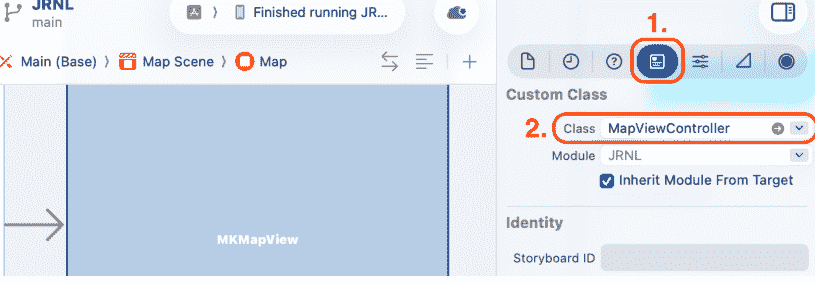 JRNL
main
Finished running JR...
Main (Base) 〉 Map Scene 〉 Map
1.
Custom Class
2.
Class MapViewController
Module JRNL
Inherit Module From Target
MKMapView
Identity
Storyboard ID